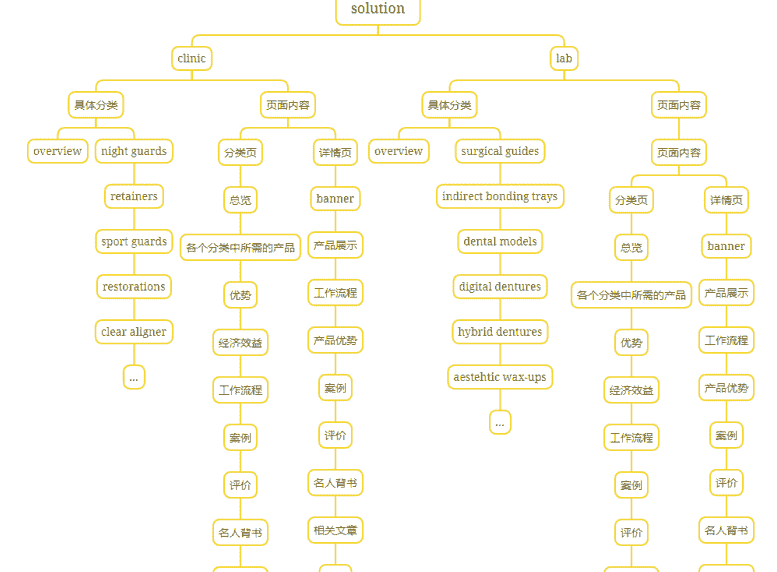 solution
clinic
lab
具体分类
页面内容
具体分类
页面内容
overview
night guards
分类页
详情页
overview
surgical guides
页面内容
retainers
总览
banner
indirect bonding trays
分类页
详情页
sport guards
各个分类中所需的产品
产品展示
dental models
总览
banner
restorations
优势
工作流程
digital dentures
各个分类中所需的产品
产品展示
clear aligner
经济效益
产品优势
hybrid dentures
优势
工作流程
...
工作流程
案例
aestehtic wax-ups
经济效益
产品优势
案例
评价
...
工作流程
案例
评价
名人背书
案例
评价
名人背书
相关文章
评价
名人背书